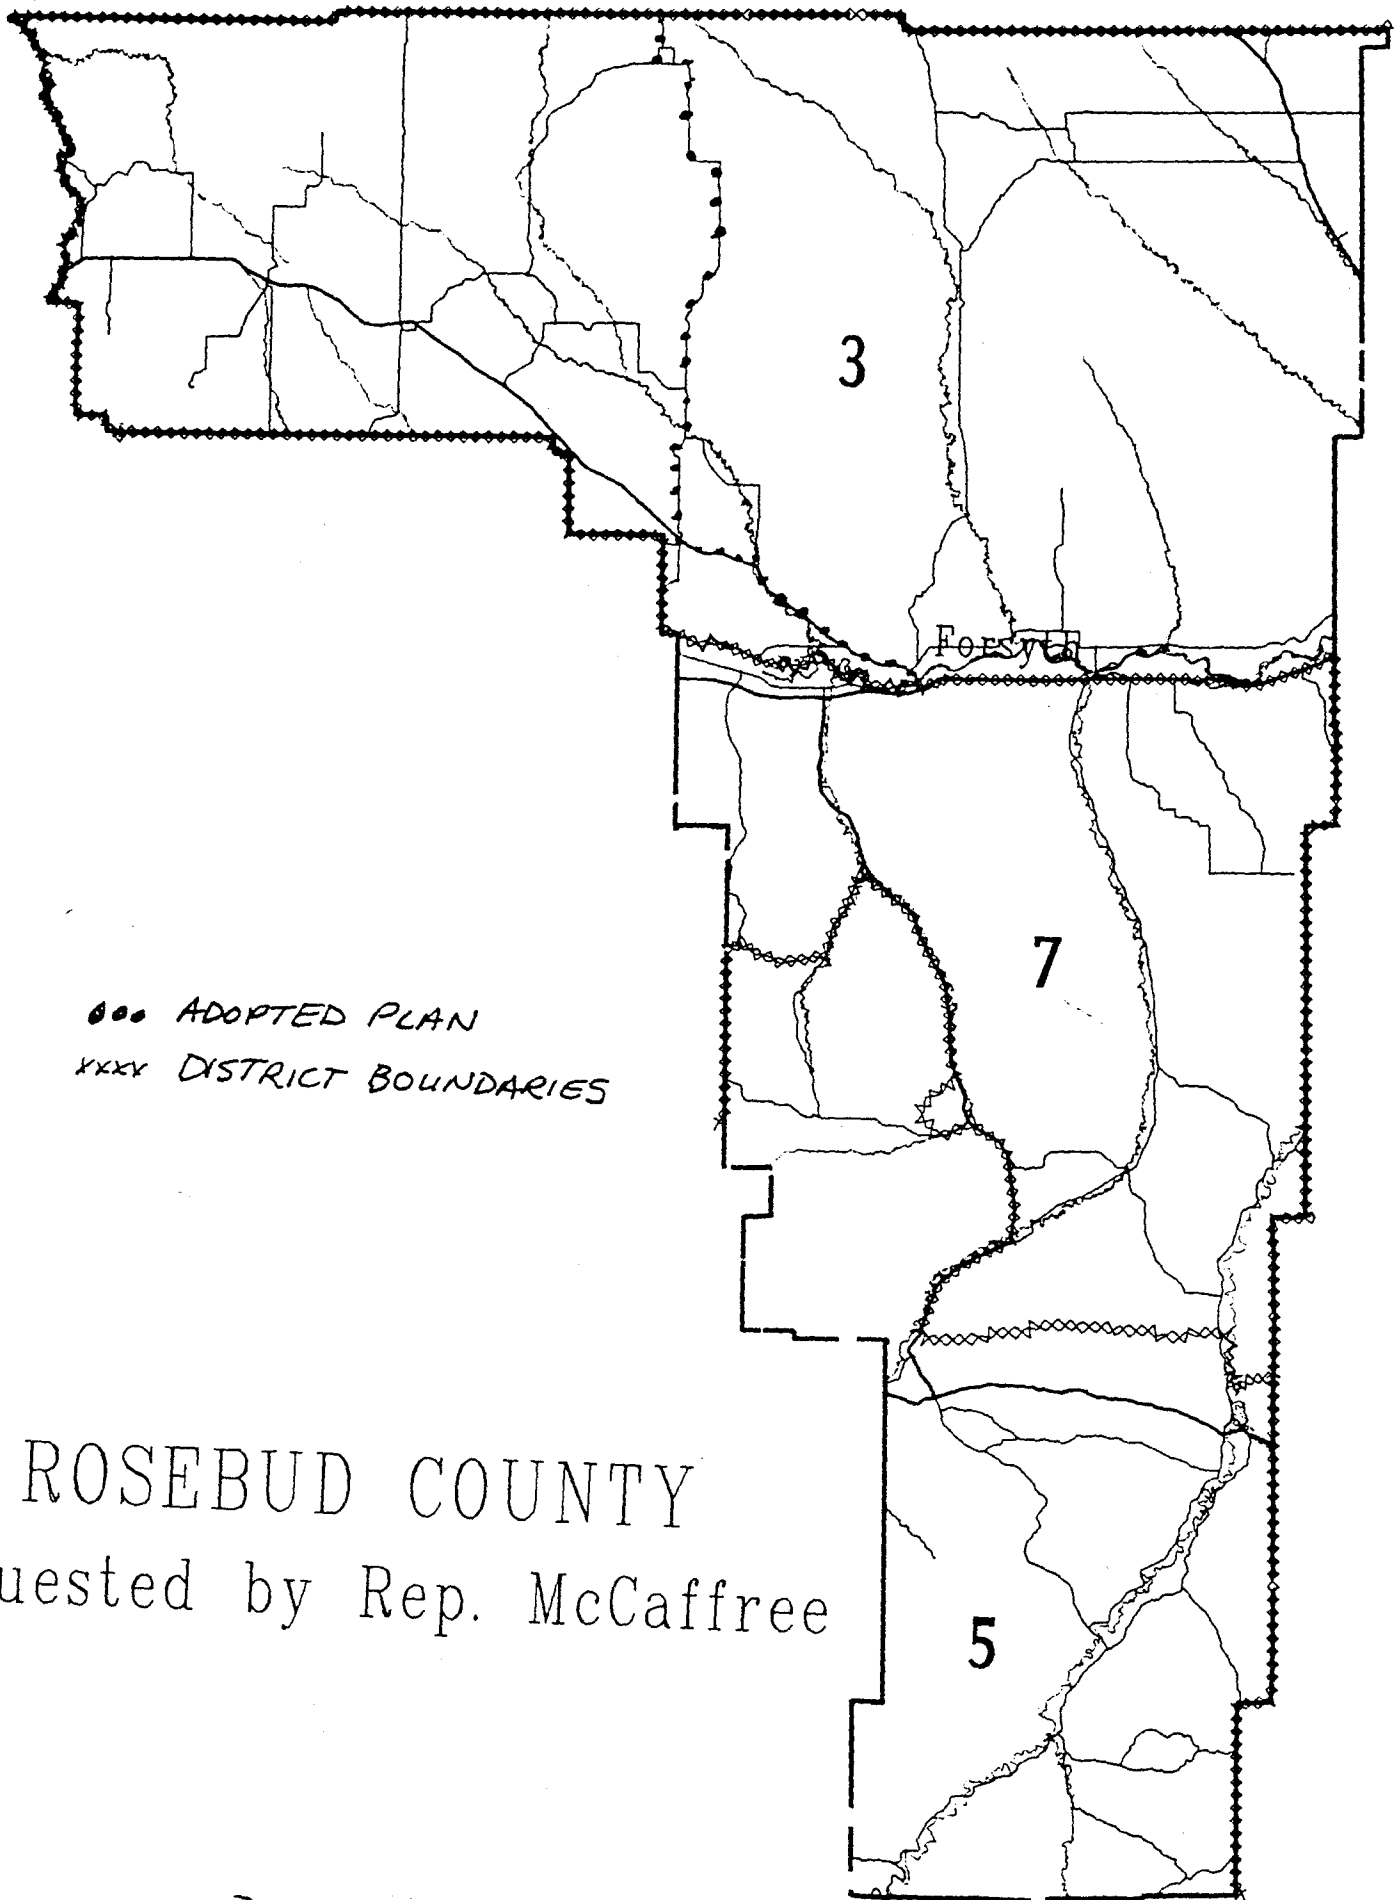 3
Forsyth
7
●●● ADOPTED PLAN
xxxx DISTRICT BOUNDARIES
ROSEBUD COUNTY
uested by Rep. McCaffree
5